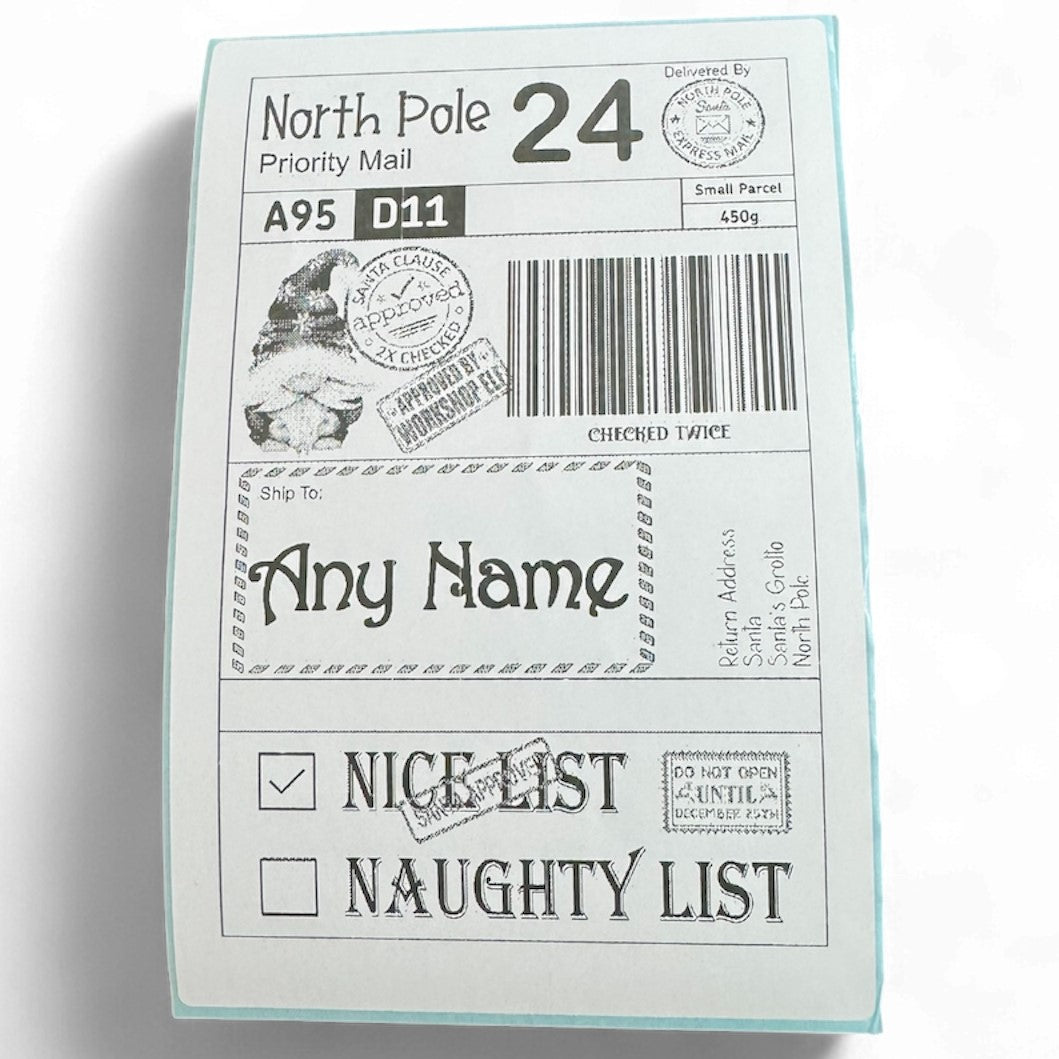 North Pole
Priority Mail
24
Delivered By
NORTH POLE
Santa
EXPRESS MAIL
A95 D11
Small Parcel
450g
SANTA CLAUSE
approved
2X CHECKED
APPROVED BY
WORKSHOP ELF
CHECKED TWICE
Ship To:
Any Name
Return Address
Santa
Santa's Grotto
North Pole
NICE LIST
APPROVED
DO NOT OPEN
UNTIL
DECEMBER 25TH
NAUGHTY LIST